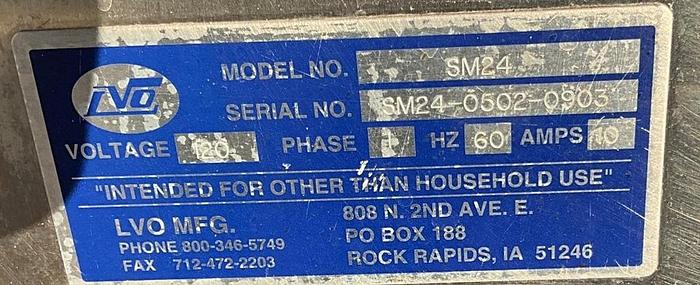 LVO
MODEL NO. SM24
SERIAL NO. SM24-0502-0903
VOLTAGE 120 PHASE 1 HZ 60 AMPS 10
"INTENDED FOR OTHER THAN HOUSEHOLD USE"
LVO MFG.
PHONE 800-346-5749
FAX 712-472-2203
808 N. 2ND AVE. E.
PO BOX 188
ROCK RAPIDS, IA 51246